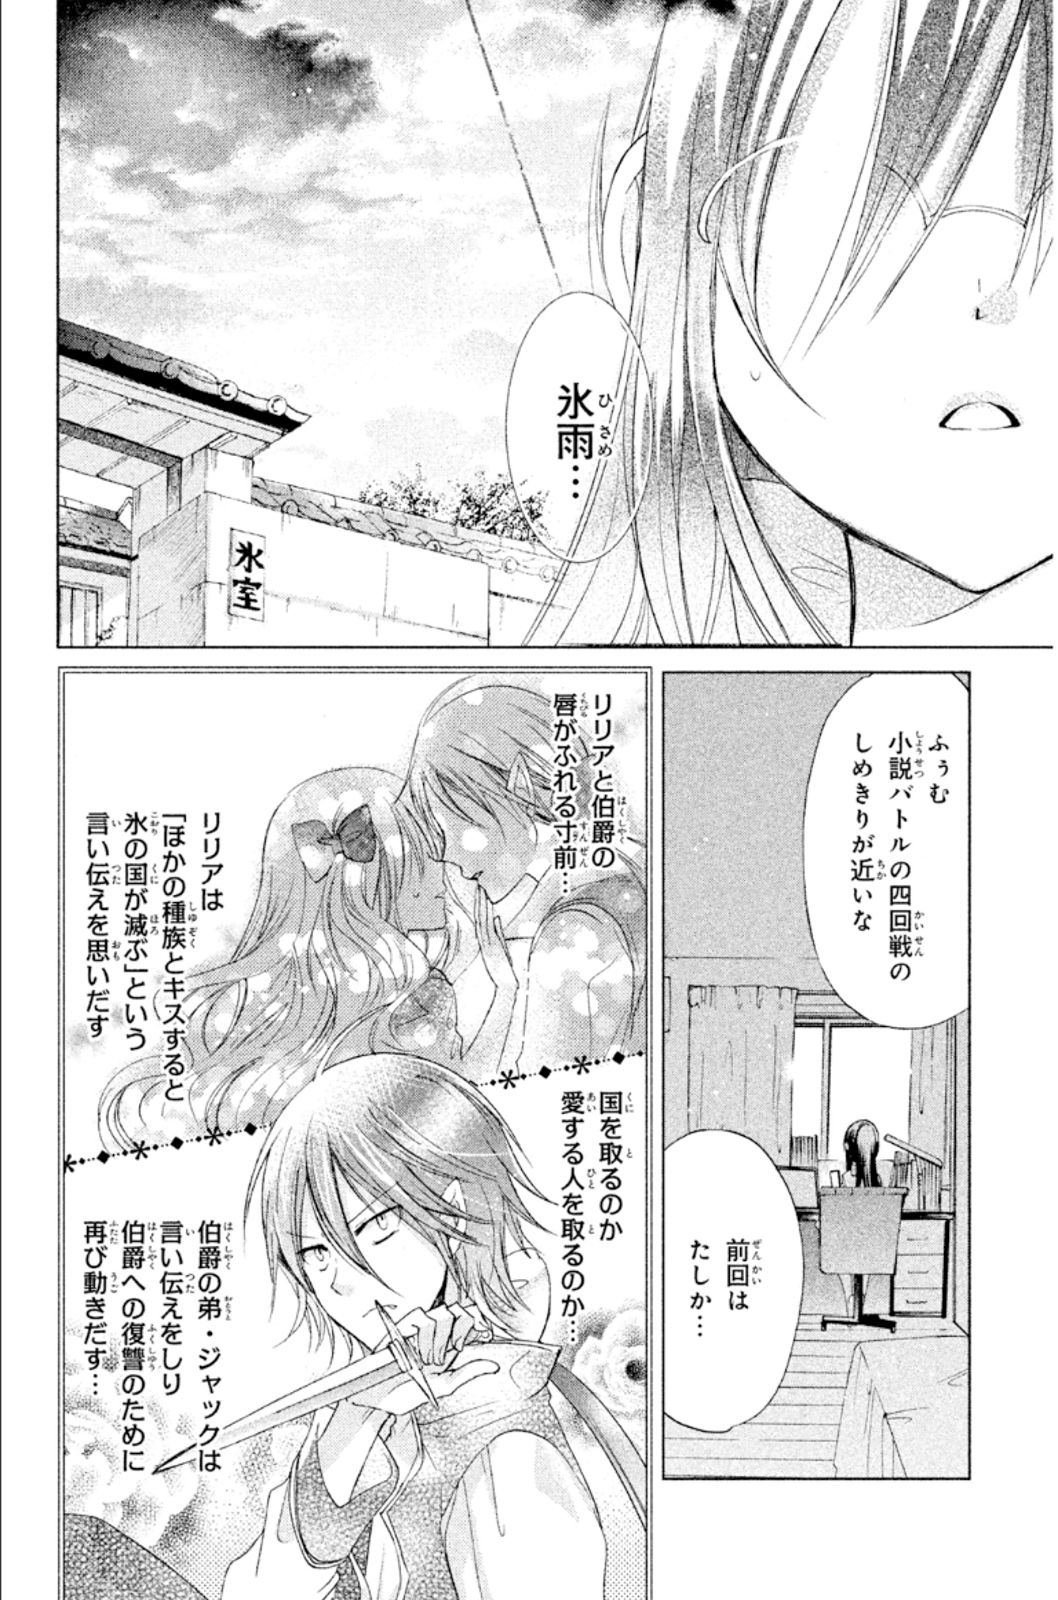 氷雨…
氷室
ふぅむ
小説バトルの四回戦の
しめきりが近いな
前回は
たしか…
リリアと伯爵の
唇がふれる寸前…
リリアは
「ほかの種族とキスすると
氷の国が滅ぶ」という
言い伝えを思いだす
国を取るのか
愛する人を取るのか…
伯爵の弟・ジャックは
言い伝えをしり
伯爵への復讐のために
再び動きだす…